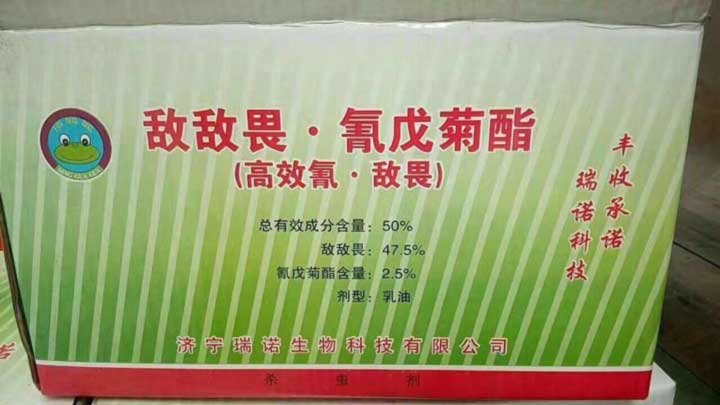 敌敌畏·氰戊菊酯
(高效氰·敌畏)
总有效成分含量：50%
敌敌畏：47.5%
氰戊菊酯含量：2.5%
剂型：乳油
丰收承诺
瑞诺科技
济宁瑞诺生物科技有限公司
杀虫剂